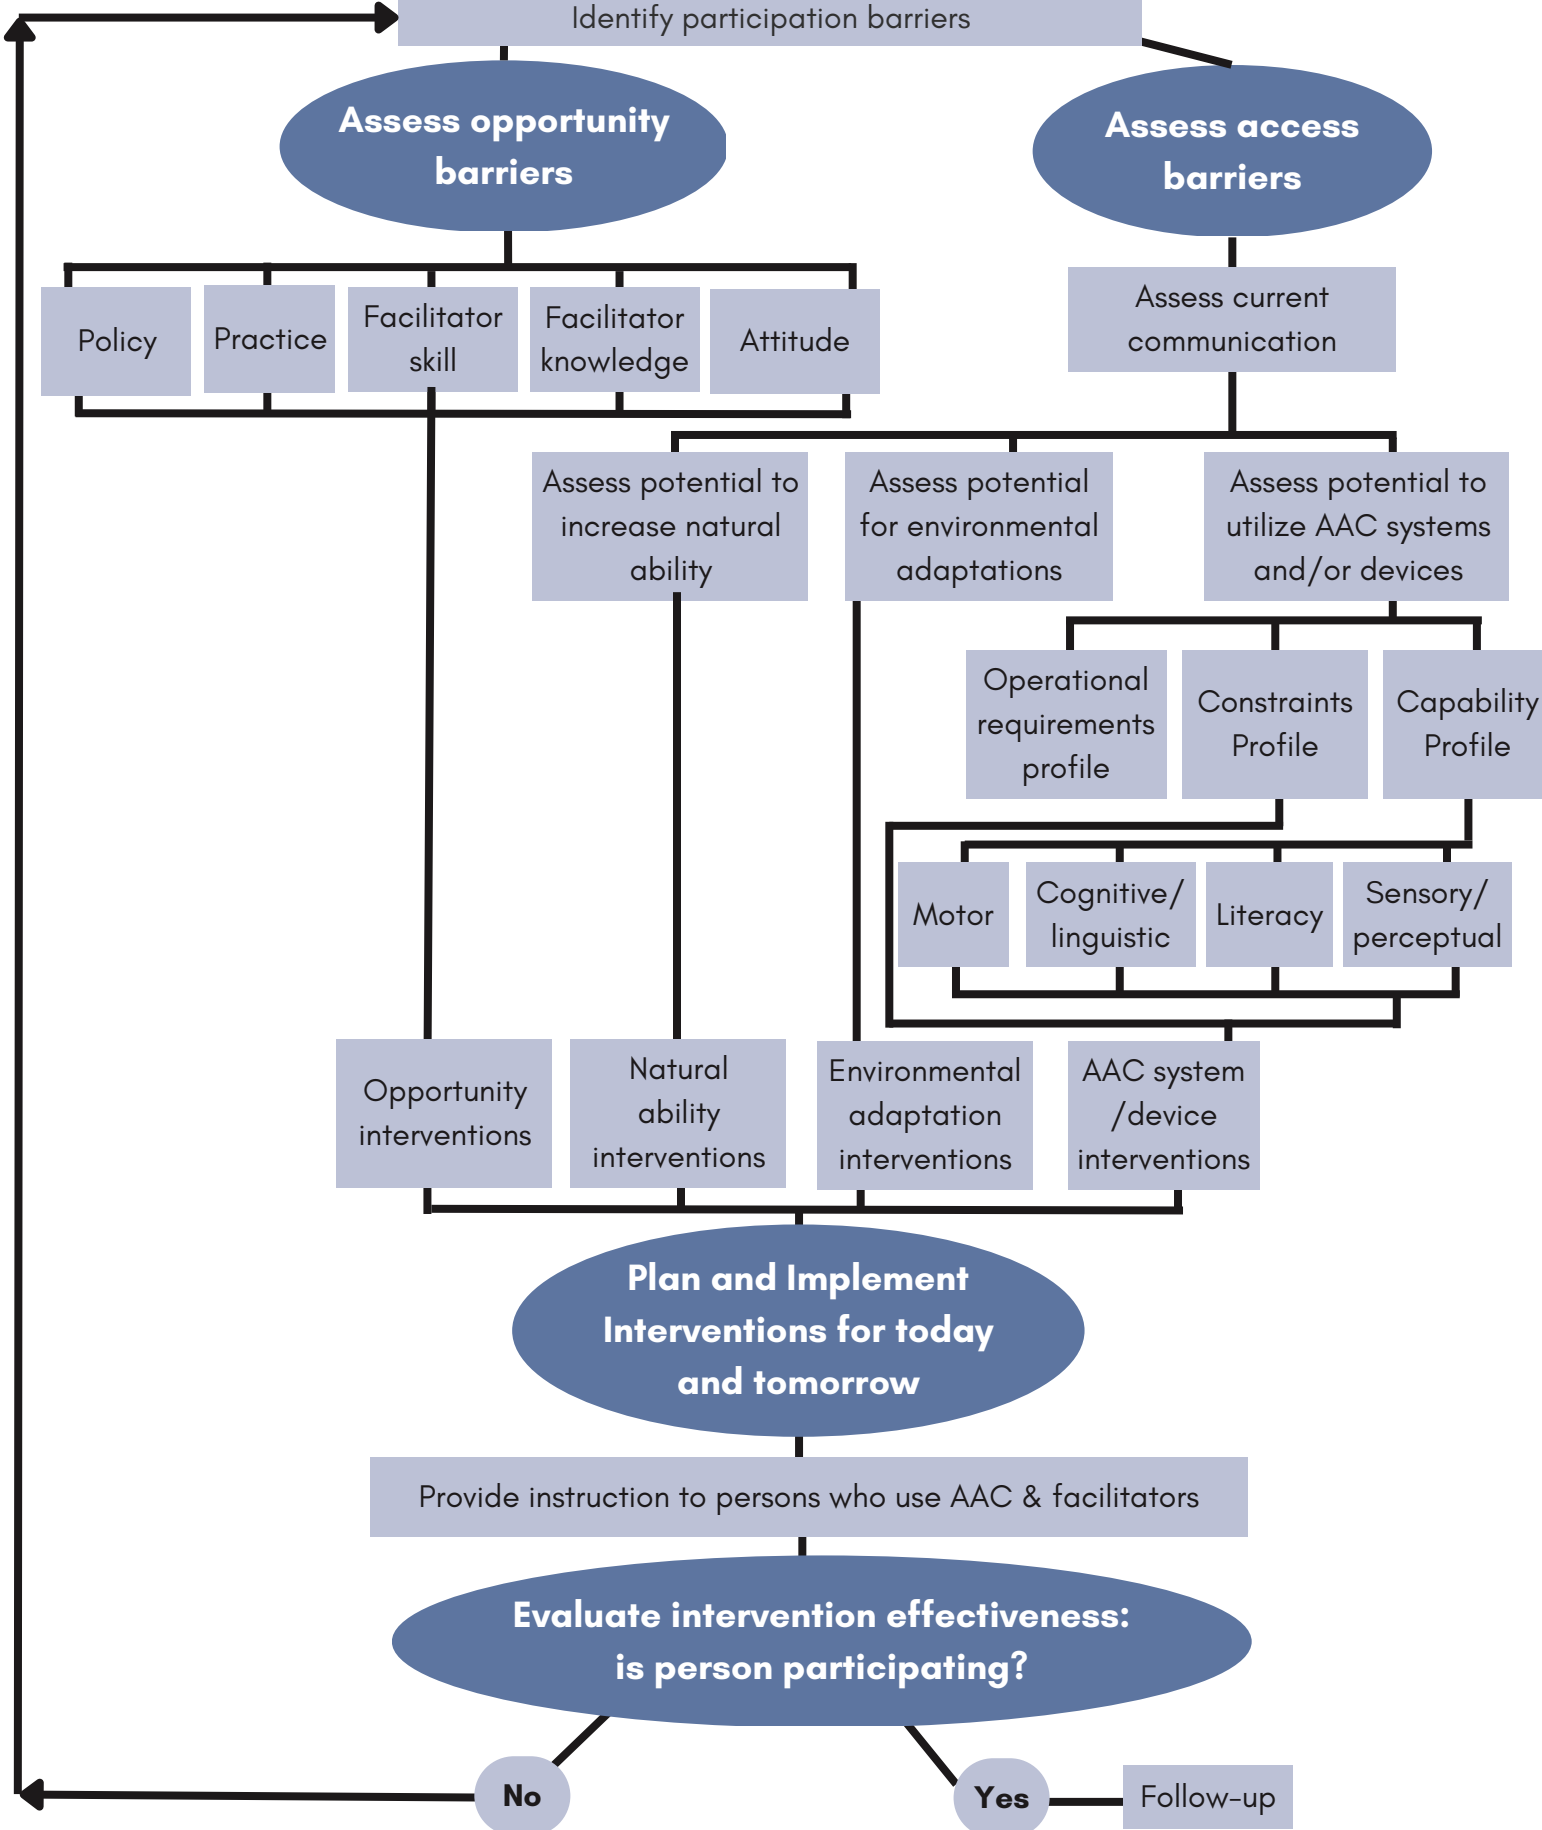 Identify participation barriers
Assess opportunity
barriers
Assess access
barriers
Policy
Practice
Facilitator
skill
Facilitator
knowledge
Attitude
Assess current
communication
Assess potential to
increase natural
ability
Assess potential
for environmental
adaptations
Assess potential to
utilize AAC systems
and/or devices
Operational
requirements
profile
Constraints
Profile
Capability
Profile
Motor
Cognitive/
linguistic
Literacy
Sensory/
perceptual
Opportunity
interventions
Natural
ability
interventions
Environmental
adaptation
interventions
AAC system
/device
interventions
Plan and Implement
Interventions for today
and tomorrow
Provide instruction to persons who use AAC & facilitators
Evaluate intervention effectiveness:
is person participating?
No
Yes
Follow-up